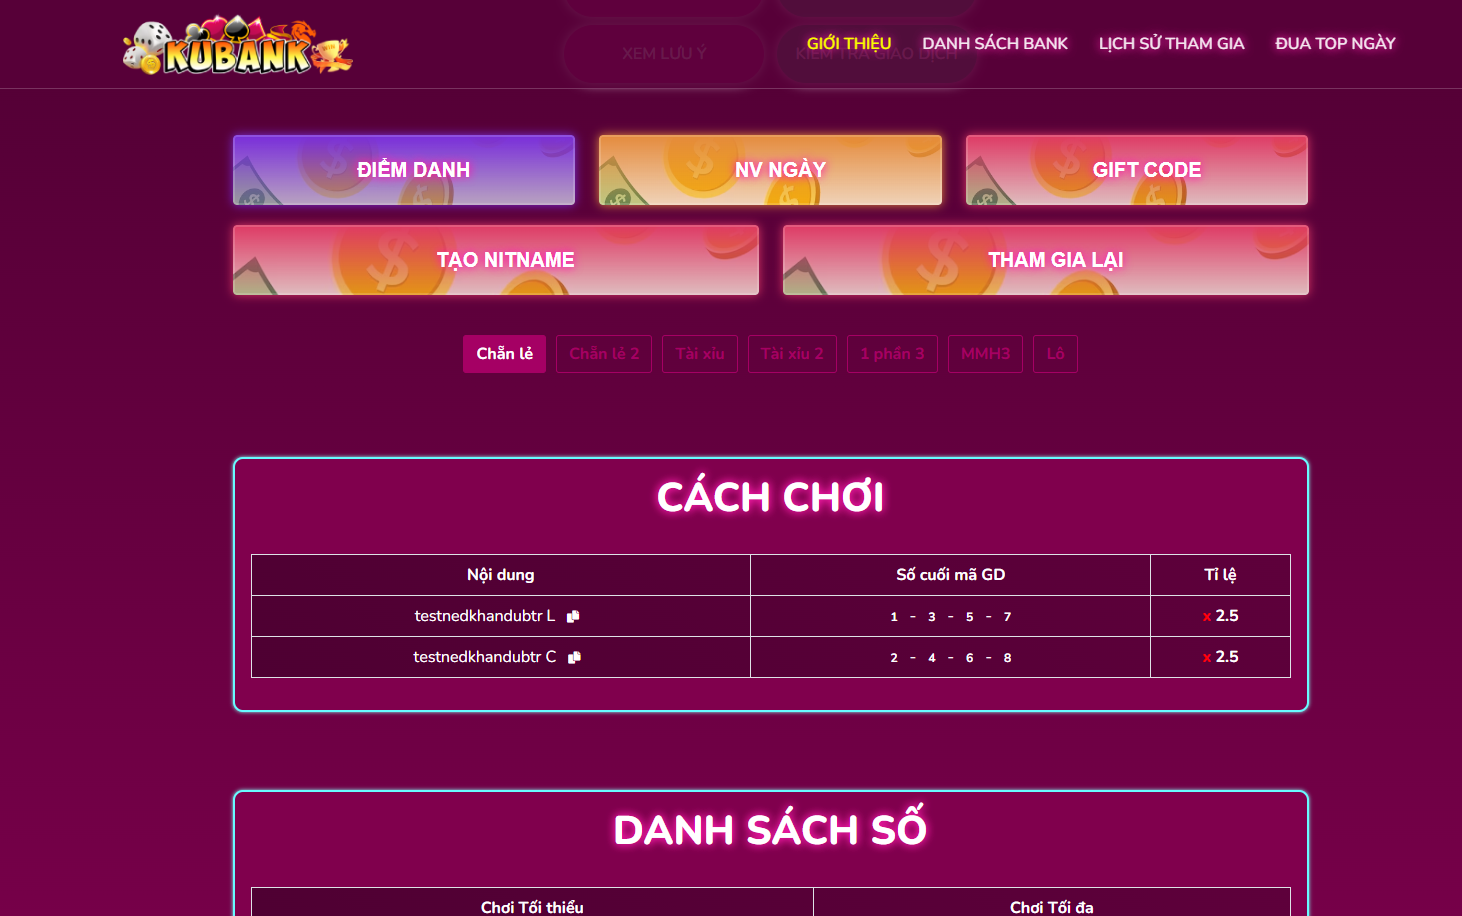 KUBANK
GIỚI THIỆU
DANH SÁCH BANK
LỊCH SỬ THAM GIA
ĐUA TOP NGÀY
XEM LƯU Ý
KIỂM TRA GIAO DỊCH
ĐIỂM DANH
NV NGÀY
GIFT CODE
TẠO NITNAME
THAM GIA LẠI
Chẵn lẻ
Chẵn lẻ 2
Tài xỉu
Tài xỉu 2
1 phần 3
MMH3
Lô
CÁCH CHƠI
Nội dung Số cuối mã GD Tỉ lệ
testnedkhandubtr L 1 - 3 - 5 - 7 x 2.5
testnedkhandubtr C 2 - 4 - 6 - 8 x 2.5
DANH SÁCH SỐ
Chơi Tối thiểu Chơi Tối đa